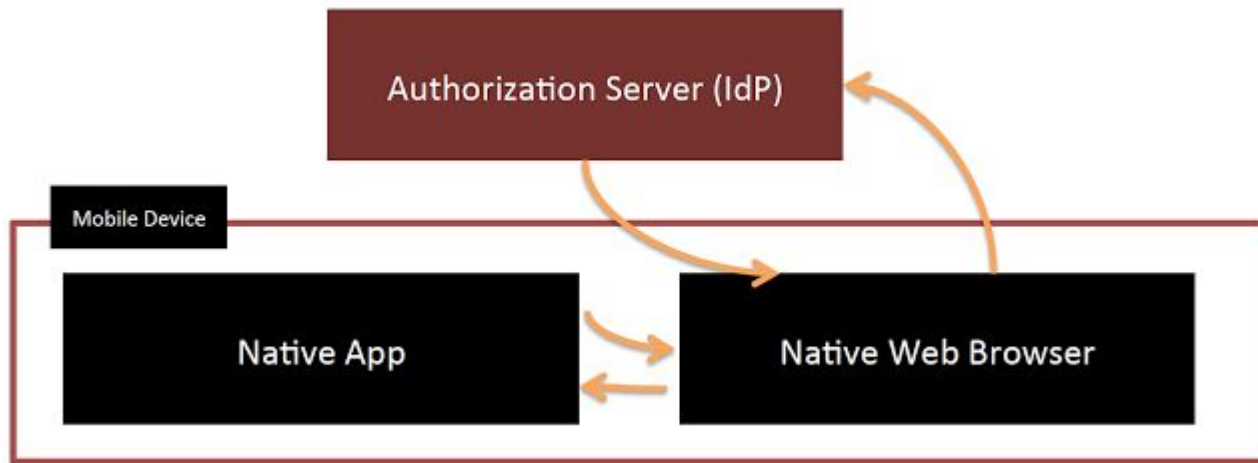 Authorization Server (IdP)
Mobile Device
Native App
Native Web Browser